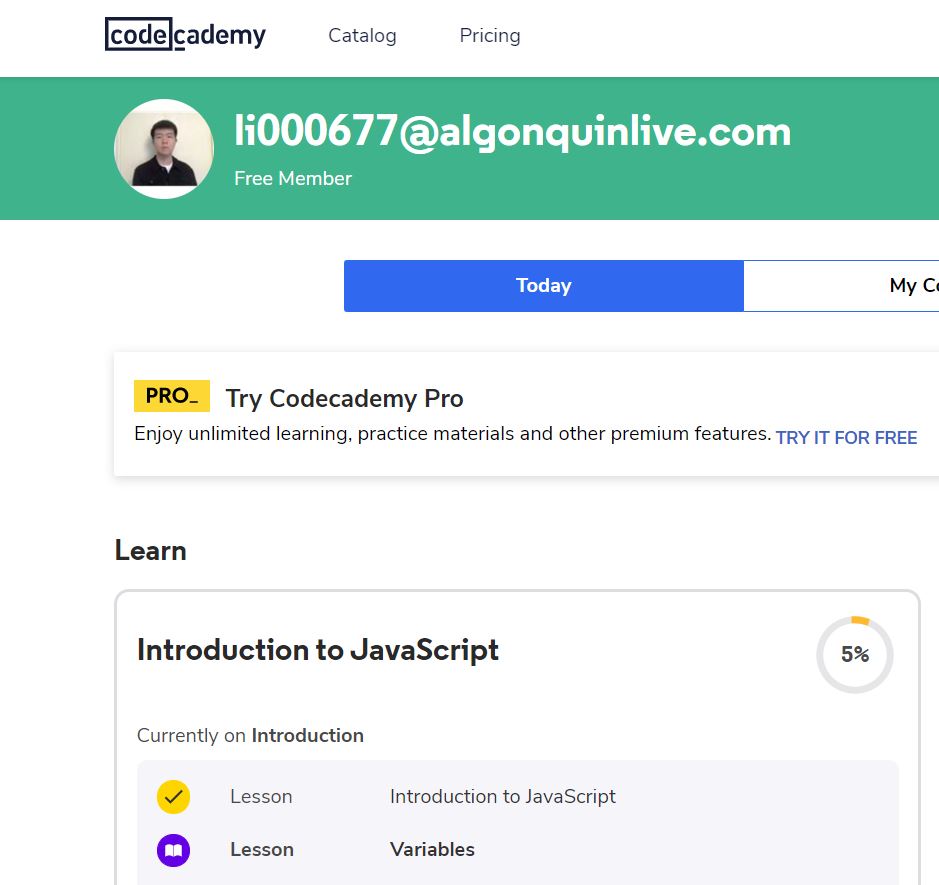 codecademy Catalog Pricing
li000677@algonquinlive.com
Free Member
Today My Co
PRO_ Try Codecademy Pro
Enjoy unlimited learning, practice materials and other premium features. TRY IT FOR FREE
Learn
Introduction to JavaScript 5%
Currently on Introduction
Lesson Introduction to JavaScript
Lesson Variables